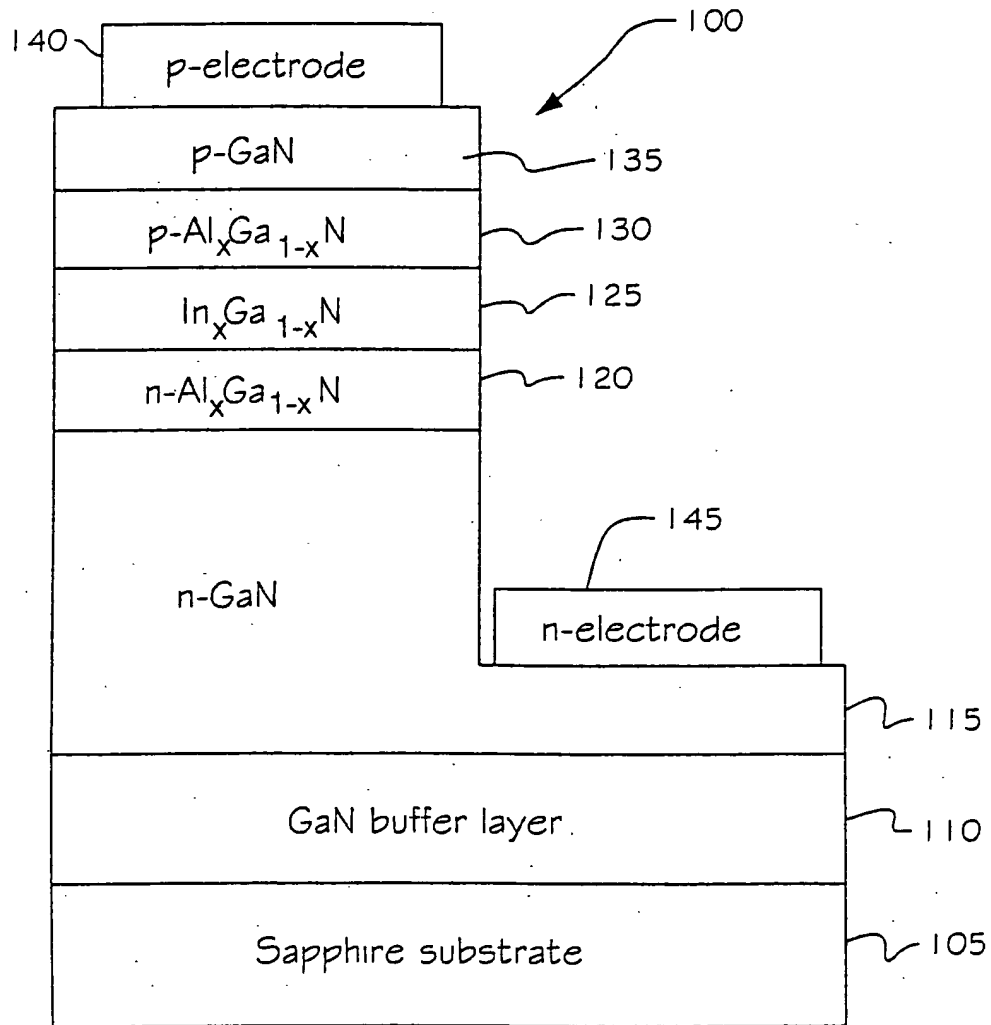 100
140
p-electrode
p-GaN
135
p-AlₓGa₁₋ₓN
130
InₓGa₁₋ₓN
125
n-AlₓGa₁₋ₓN
120
145
n-GaN
n-electrode
115
GaN buffer layer
110
Sapphire substrate
105